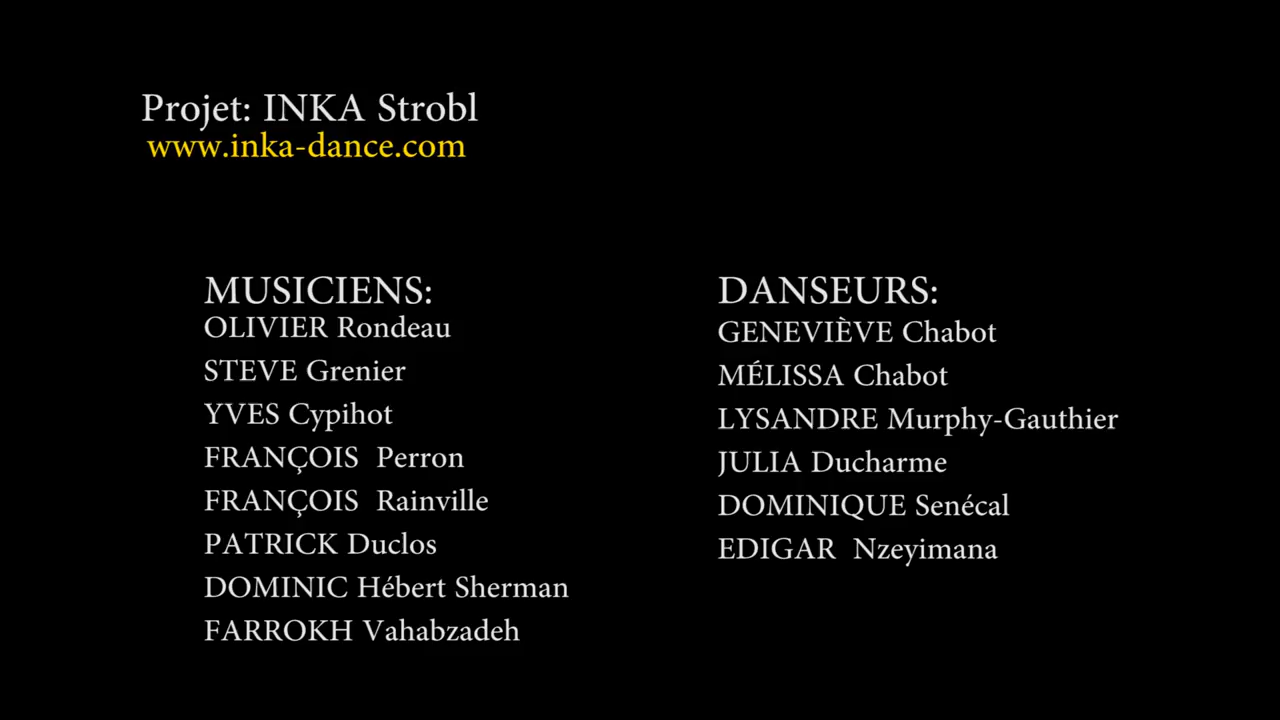 Projet: INKA Strobl
www.inka-dance.com
MUSICIENS:
OLIVIER Rondeau
STEVE Grenier
YVES Cypihot
FRANÇOIS  Perron
FRANÇOIS  Rainville
PATRICK Duclos
DOMINIC Hébert Sherman
FARROKH Vahabzadeh
DANSEURS:
GENEVIÈVE Chabot
MÉLISSA Chabot
LYSANDRE Murphy-Gauthier
JULIA Ducharme
DOMINIQUE Senécal
EDIGAR  Nzeyimana